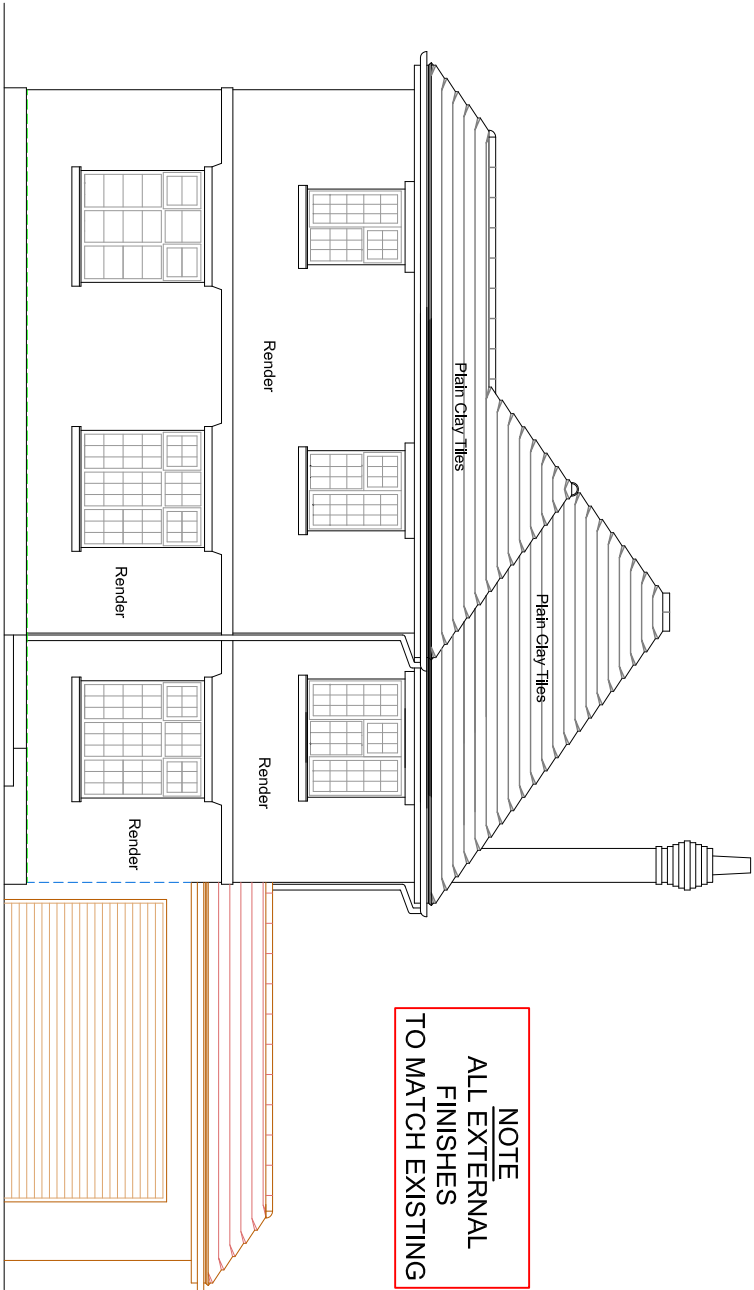 Plain Clay Tiles
Plain Clay Tiles
Render
Render
Render
Render
NOTE
ALL EXTERNAL
FINISHES
TO MATCH EXISTING